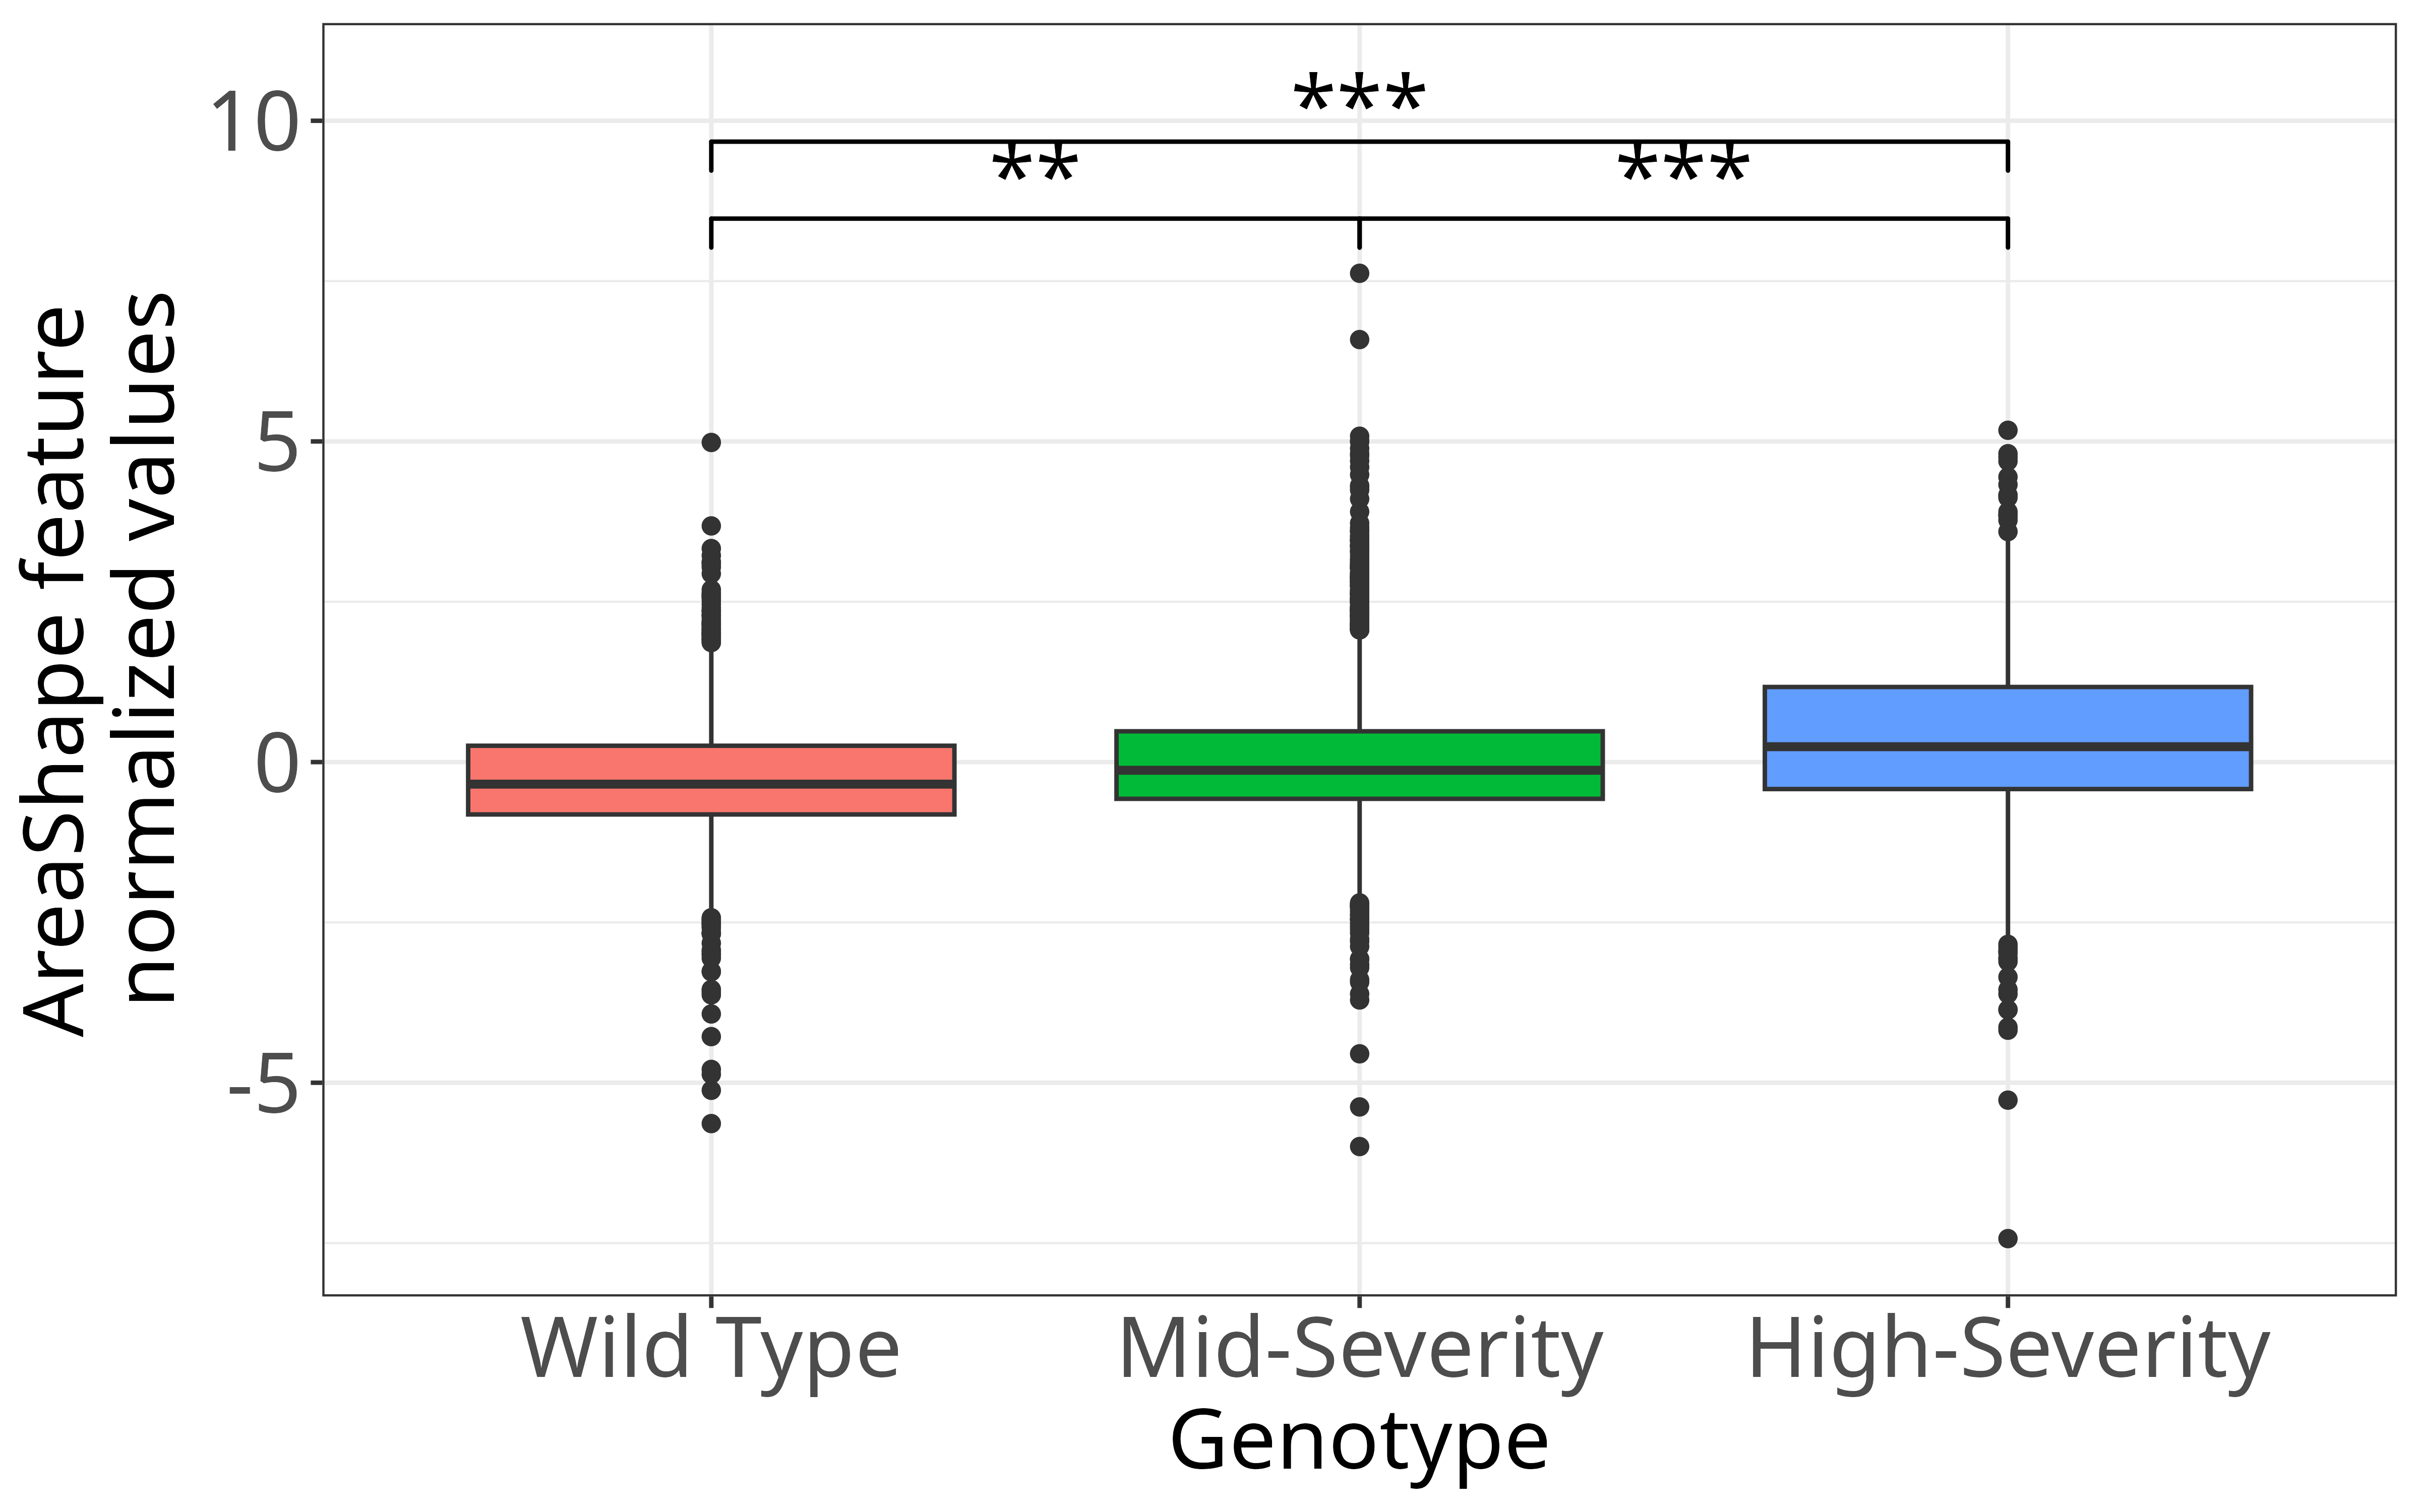 ***
** ***
10
5
0
-5
AreaShape feature
normalized values
Wild Type Mid-Severity High-Severity
Genotype